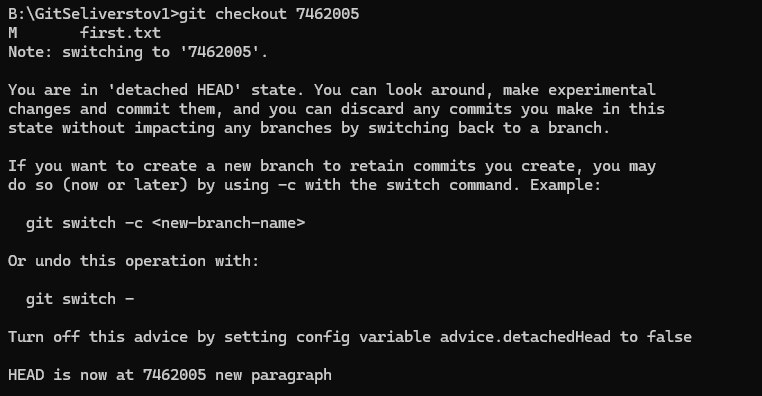 B:\GitSeliverstov1>git checkout 7462005
M       first.txt
Note: switching to '7462005'.

You are in 'detached HEAD' state. You can look around, make experimental
changes and commit them, and you can discard any commits you make in this
state without impacting any branches by switching back to a branch.

If you want to create a new branch to retain commits you create, you may
do so (now or later) by using -c with the switch command. Example:

  git switch -c <new-branch-name>

Or undo this operation with:

  git switch -

Turn off this advice by setting config variable advice.detachedHead to false

HEAD is now at 7462005 new paragraph